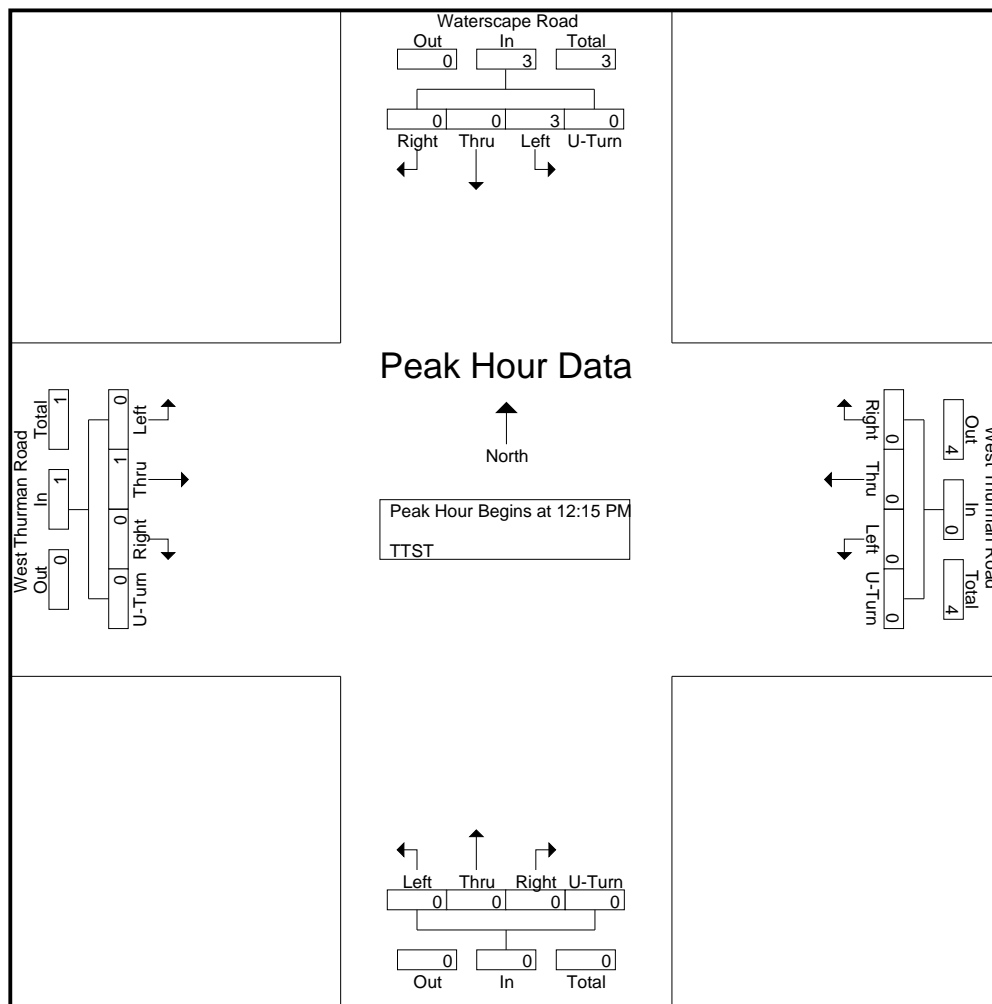 Waterscape Road
Out In Total
0 3 3
0 0 3 0
Right Thru Left U-Turn
Peak Hour Data
North
Peak Hour Begins at 12:15 PM
TTST
West Thurman Road
Total In Out
1 1 0
0 1 0 0
Left Thru Right U-Turn
West Thurman Road
Out In Total
4 0 4
0 0 0 0
Right Thru Left U-Turn
Left Thru Right U-Turn
0 0 0 0
0 0 0
Out In Total